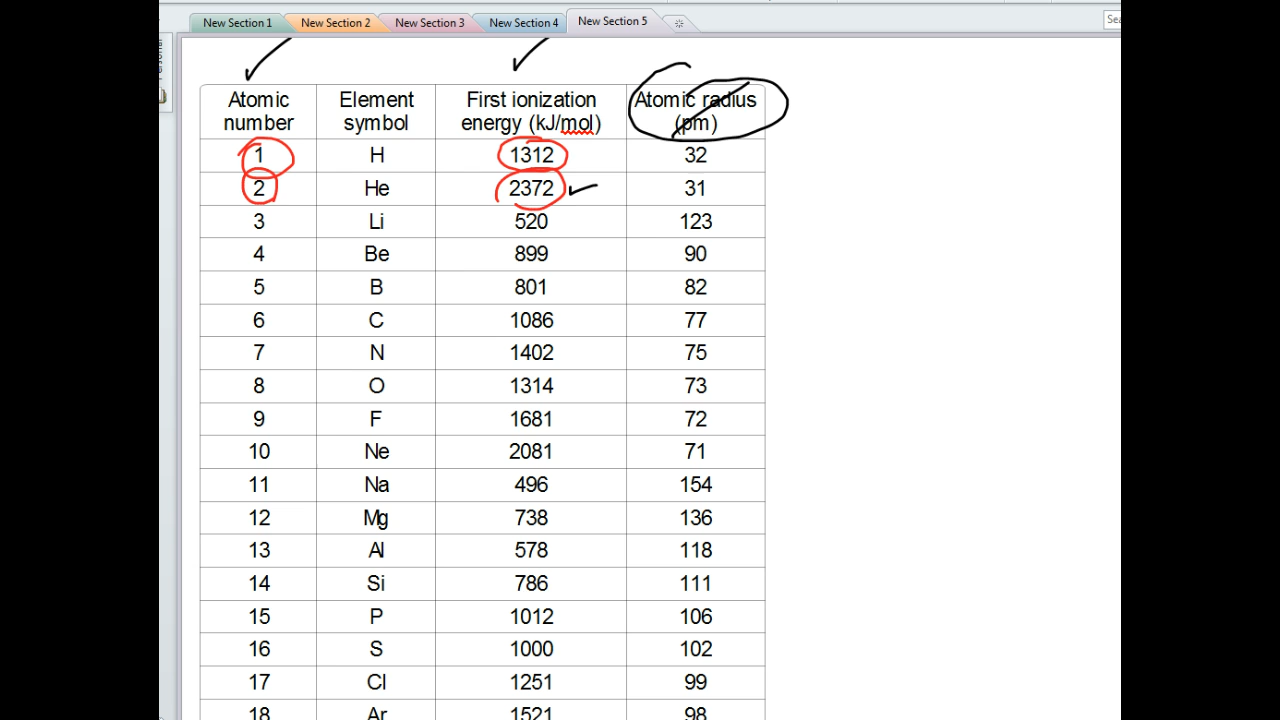 New Section 1 New Section 2 New Section 3 New Section 4 New Section 5
Sea
Personal
Atomic number Element symbol First ionization energy (kJ/mol) Atomic radius (pm)
1 H 1312 32
2 He 2372 31
3 Li 520 123
4 Be 899 90
5 B 801 82
6 C 1086 77
7 N 1402 75
8 O 1314 73
9 F 1681 72
10 Ne 2081 71
11 Na 496 154
12 Mg 738 136
13 Al 578 118
14 Si 786 111
15 P 1012 106
16 S 1000 102
17 Cl 1251 99
18 Ar 1521 98